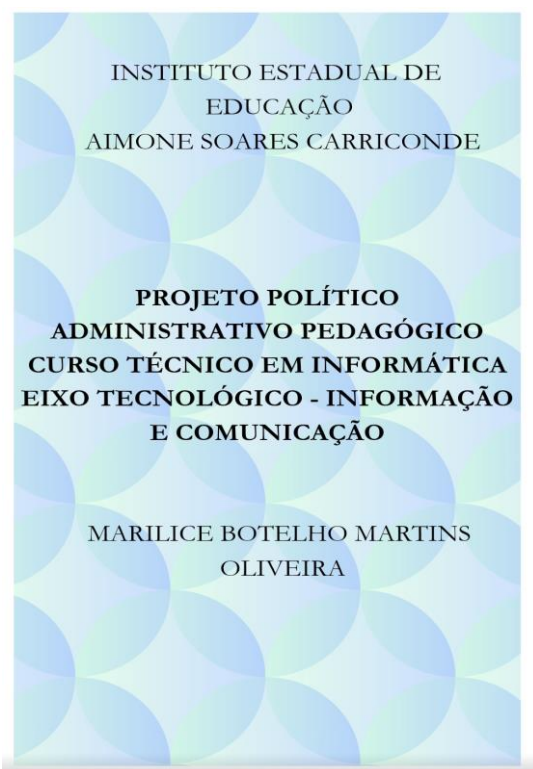 INSTITUTO ESTADUAL DE
EDUCAÇÃO
AIMONE SOARES CARRICONDE
PROJETO POLÍTICO
ADMINISTRATIVO PEDAGÓGICO
CURSO TÉCNICO EM INFORMÁTICA
EIXO TECNOLÓGICO - INFORMAÇÃO
E COMUNICAÇÃO
MARILICE BOTELHO MARTINS
OLIVEIRA